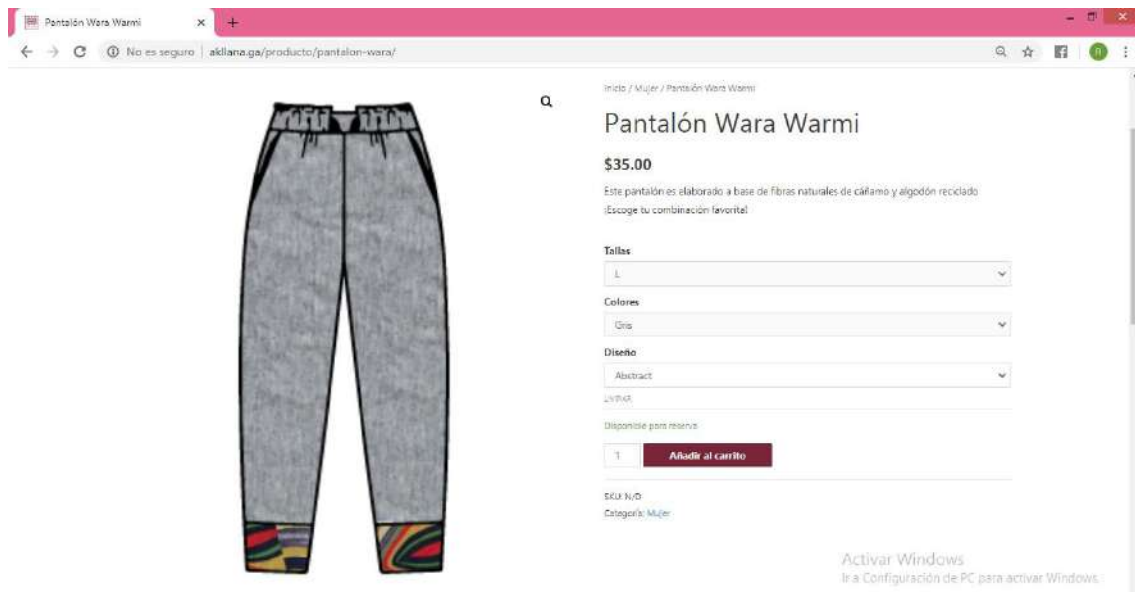 Pantalón Wara Warmi
No es seguro | akllana.ga/producto/pantalon-wara/
Inicio / Mujer / Pantalón Wara Warmi
Pantalón Wara Warmi
$35.00
Este pantalón es elaborado a base de fibras naturales de cáñamo y algodón reciclado
¡Escoge tu combinación favorita!
Tallas
L
Colores
Gris
Diseño
Abstract
LIMPIAR
Disponible para reserva
1
Añadir al carrito
SKU: N/D
Categoría: Mujer
Activar Windows
Ir a Configuración de PC para activar Windows.